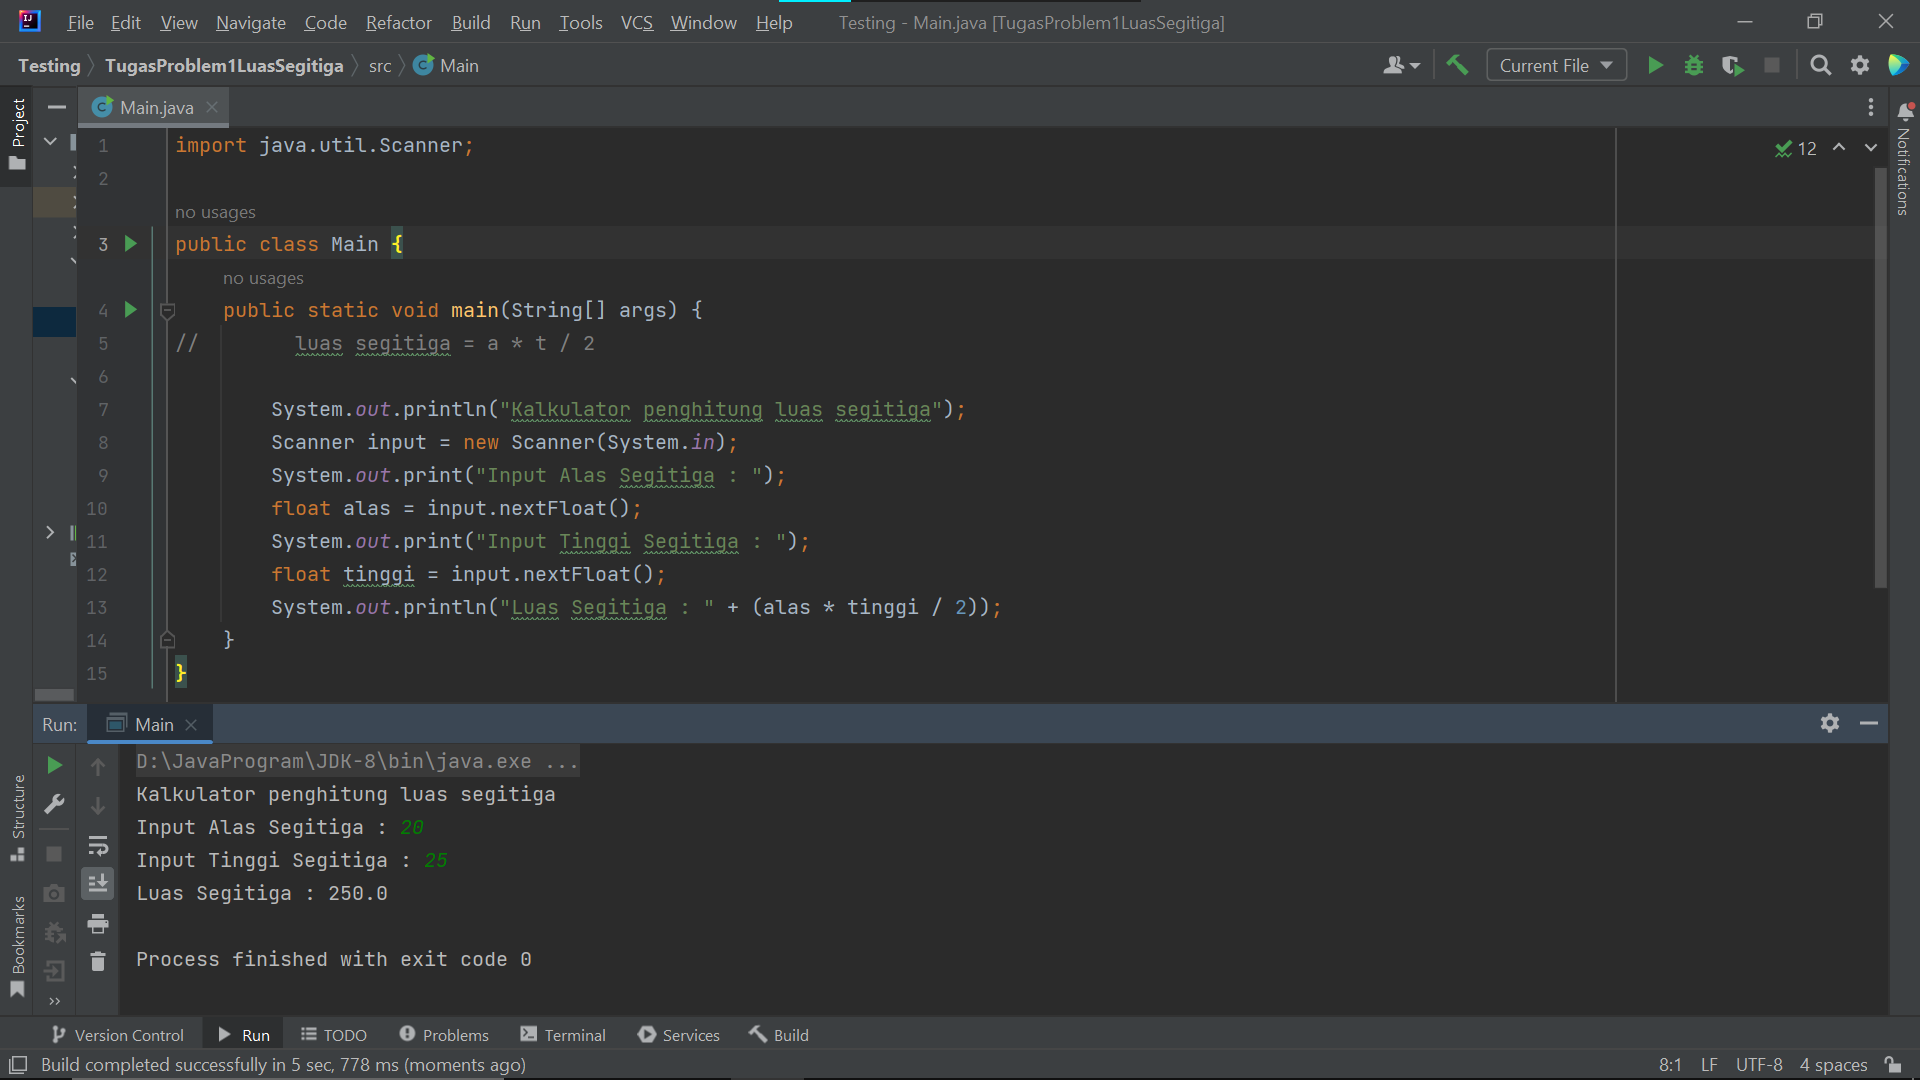 File Edit View Navigate Code Refactor Build Run Tools VCS Window Help Testing - Main.java [TugasProblem1LuasSegitiga]
Testing TugasProblem1LuasSegitiga src Main Current File
Project
Main.java
Notifications
12
1 import java.util.Scanner;
2
no usages
3 public class Main {
no usages
4 public static void main(String[] args) {
5 // luas segitiga = a * t / 2
6
7 System.out.println("Kalkulator penghitung luas segitiga");
8 Scanner input = new Scanner(System.in);
9 System.out.print("Input Alas Segitiga : ");
10 float alas = input.nextFloat();
11 System.out.print("Input Tinggi Segitiga : ");
12 float tinggi = input.nextFloat();
13 System.out.println("Luas Segitiga : " + (alas * tinggi / 2));
14 }
15 }
Run: Main
D:\JavaProgram\JDK-8\bin\java.exe ...
Kalkulator penghitung luas segitiga
Input Alas Segitiga : 20
Input Tinggi Segitiga : 25
Luas Segitiga : 250.0
Process finished with exit code 0
Structure
Bookmarks
Version Control Run TODO Problems Terminal Services Build
Build completed successfully in 5 sec, 778 ms (moments ago) 8:1 LF UTF-8 4 spaces